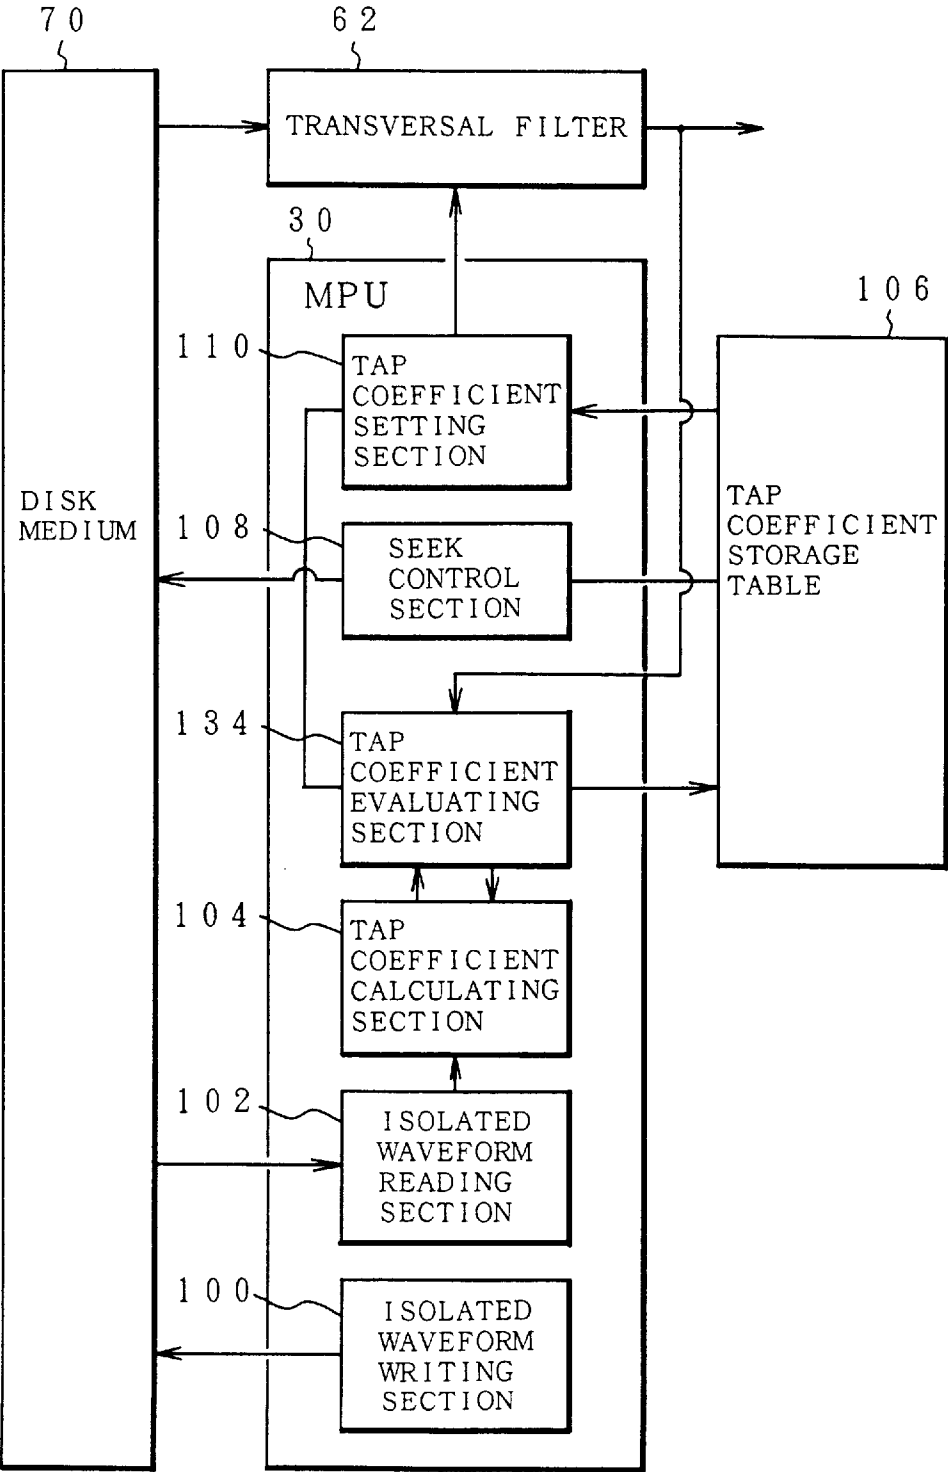 70
62
TRANSVERSAL FILTER
30
MPU
106
110
TAP
COEFFICIENT
SETTING
SECTION
DISK
MEDIUM
108
SEEK
CONTROL
SECTION
TAP
COEFFICIENT
STORAGE
TABLE
134
TAP
COEFFICIENT
EVALUATING
SECTION
104
TAP
COEFFICIENT
CALCULATING
SECTION
102
ISOLATED
WAVEFORM
READING
SECTION
100
ISOLATED
WAVEFORM
WRITING
SECTION